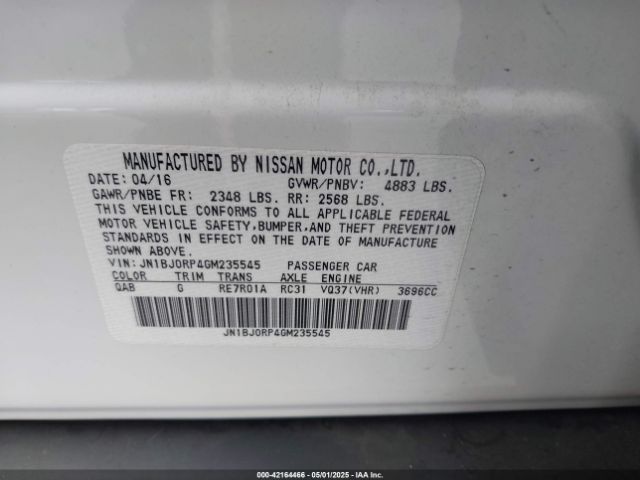 MANUFACTURED BY NISSAN MOTOR CO.,LTD.
DATE: 04/16 GVWR/PNBV: 4883 LBS.
GAWR/PNBE FR: 2348 LBS. RR: 2568 LBS.
THIS VEHICLE CONFORMS TO ALL APPLICABLE FEDERAL
MOTOR VEHICLE SAFETY,BUMPER,AND THEFT PREVENTION
STANDARDS IN EFFECT ON THE DATE OF MANUFACTURE
SHOWN ABOVE.
VIN: JN1BJ0RP4GM235545 PASSENGER CAR
COLOR TRIM TRANS AXLE ENGINE
QAB G RE7R01A RC31 VQ37(VHR) 3696CC
JN1BJ0RP4GM235545
000-42164466 - 05/01/2025 - IAA Inc.